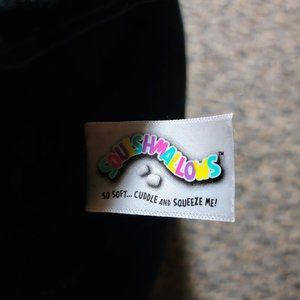 SQUISHMALLOWS™
SO SOFT... CUDDLE AND SQUEEZE ME!